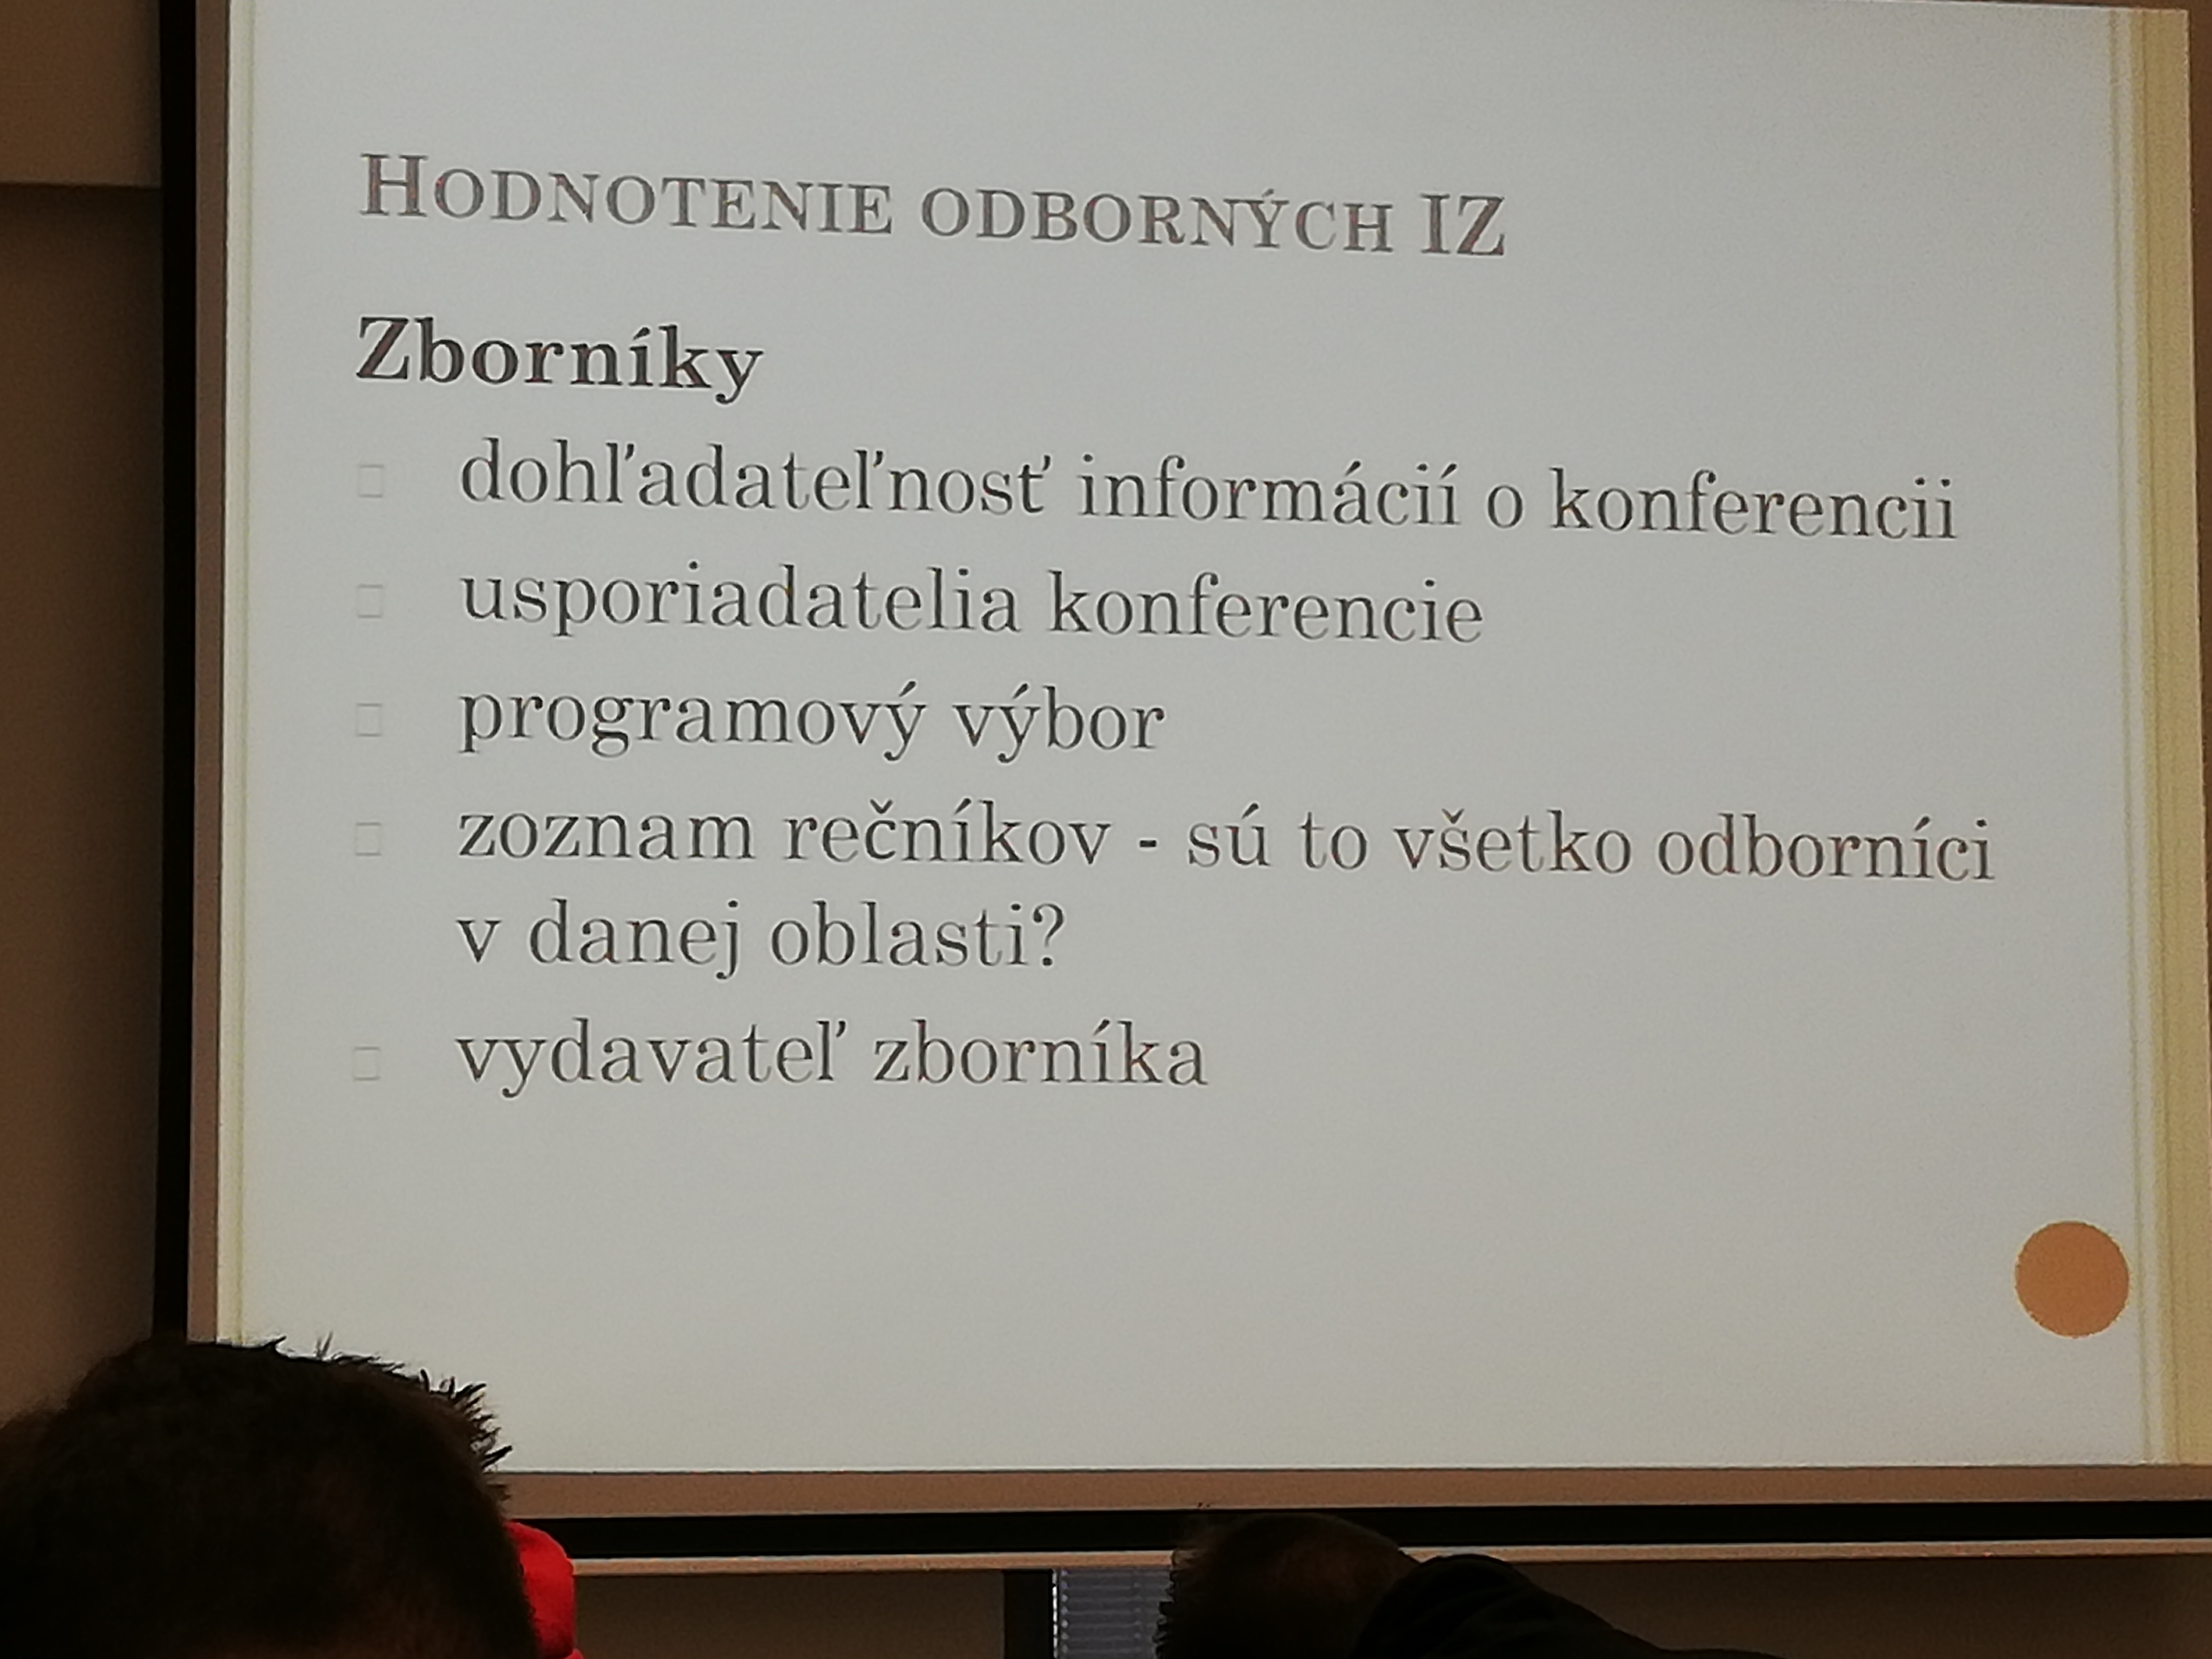 HODNOTENIE ODBORNÝCH IZ
Zborníky
dohľadateľnosť informácií o konferencii
usporiadatelia konferencie
programový výbor
zoznam rečníkov - sú to všetko odborníci
v danej oblasti?
vydavateľ zborníka